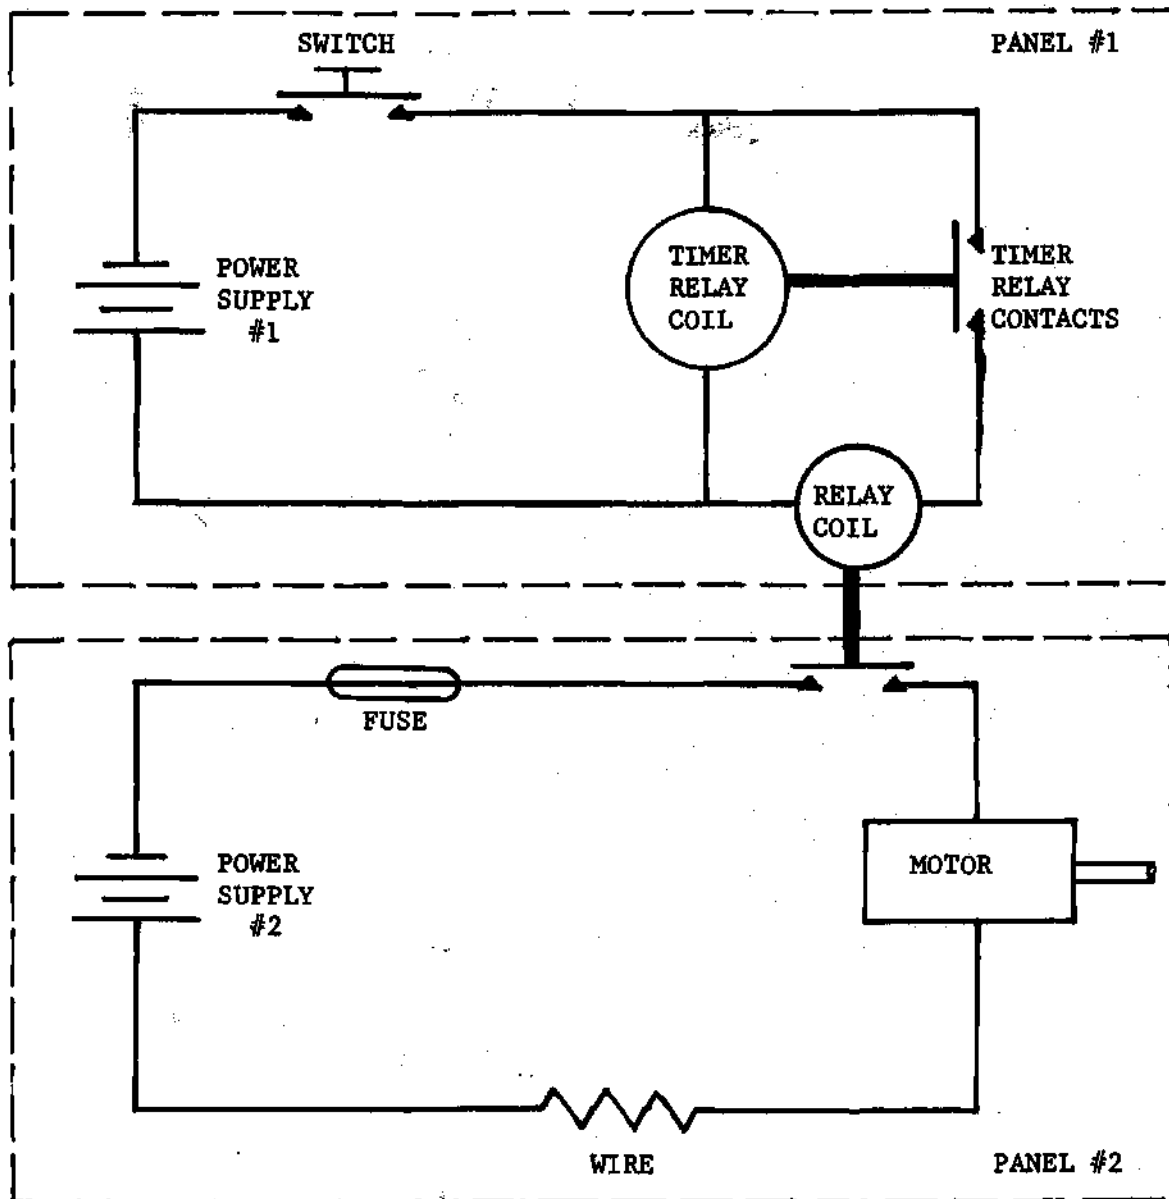 SWITCH
PANEL #1
POWER
SUPPLY
#1
TIMER
RELAY
COIL
TIMER
RELAY
CONTACTS
RELAY
COIL
FUSE
POWER
SUPPLY
#2
MOTOR
WIRE
PANEL #2